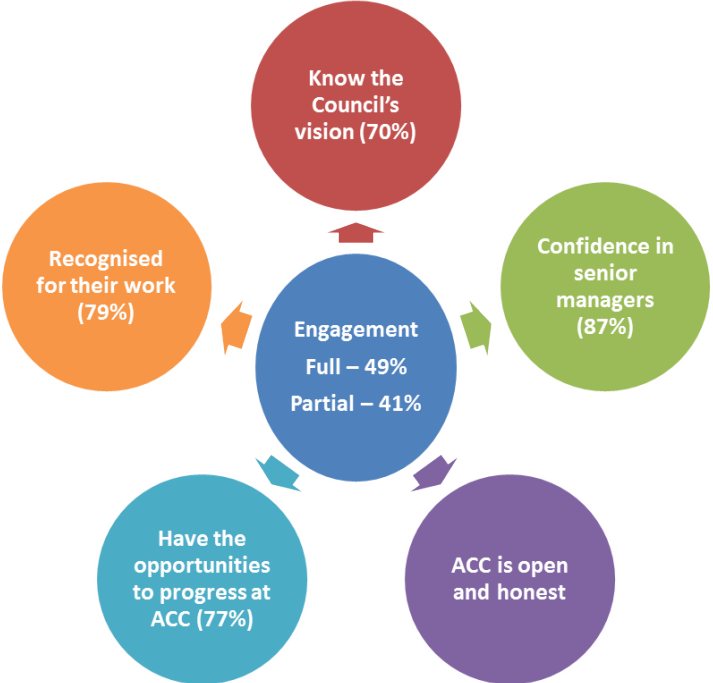 Know the
Council's
vision (70%)
Recognised
for their work
(79%)
Confidence in
senior
managers
(87%)
Engagement
Full – 49%
Partial – 41%
Have the
opportunities
to progress at
ACC (77%)
ACC is open
and honest